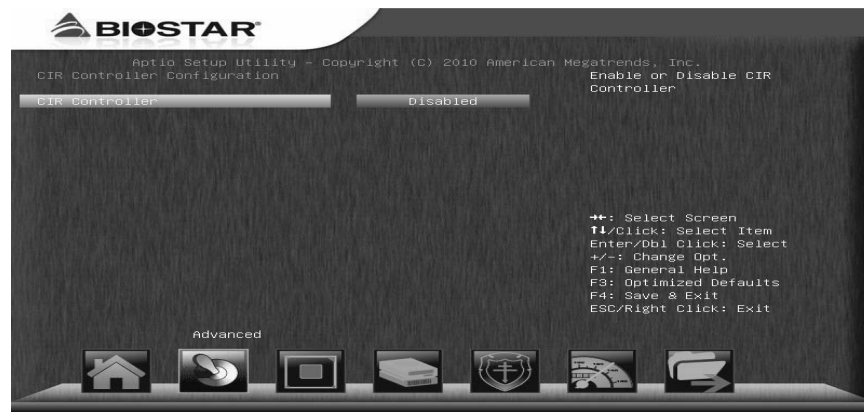 BIOSTAR
Aptio Setup Utility – Copyright (C) 2010 American Megatrends, Inc.
CIR Controller Configuration
CIR Controller Disabled
Enable or Disable CIR
Controller
→←: Select Screen
↑↓/Click: Select Item
Enter/Dbl Click: Select
+/-: Change Opt.
F1: General Help
F3: Optimized Defaults
F4: Save & Exit
ESC/Right Click: Exit
Advanced